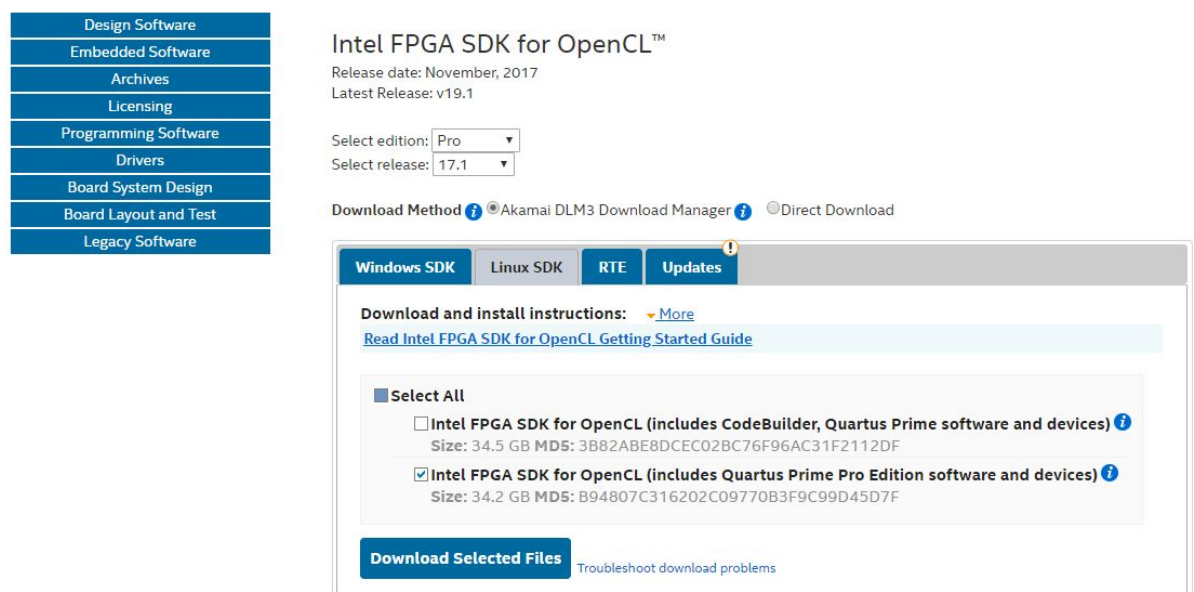 Design Software
Embedded Software
Archives
Licensing
Programming Software
Drivers
Board System Design
Board Layout and Test
Legacy Software
Intel FPGA SDK for OpenCL™
Release date: November, 2017
Latest Release: v19.1
Select edition: Pro
Select release: 17.1
Download Method Akamai DLM3 Download Manager Direct Download
Windows SDK Linux SDK RTE Updates
Download and install instructions: More
Read Intel FPGA SDK for OpenCL Getting Started Guide
Select All
Intel FPGA SDK for OpenCL (includes CodeBuilder, Quartus Prime software and devices)
Size: 34.5 GB MD5: 3B82ABE8DCEC02BC76F96AC31F2112DF
Intel FPGA SDK for OpenCL (includes Quartus Prime Pro Edition software and devices)
Size: 34.2 GB MD5: B94807C316202C09770B3F9C99D45D7F
Download Selected Files Troubleshoot download problems